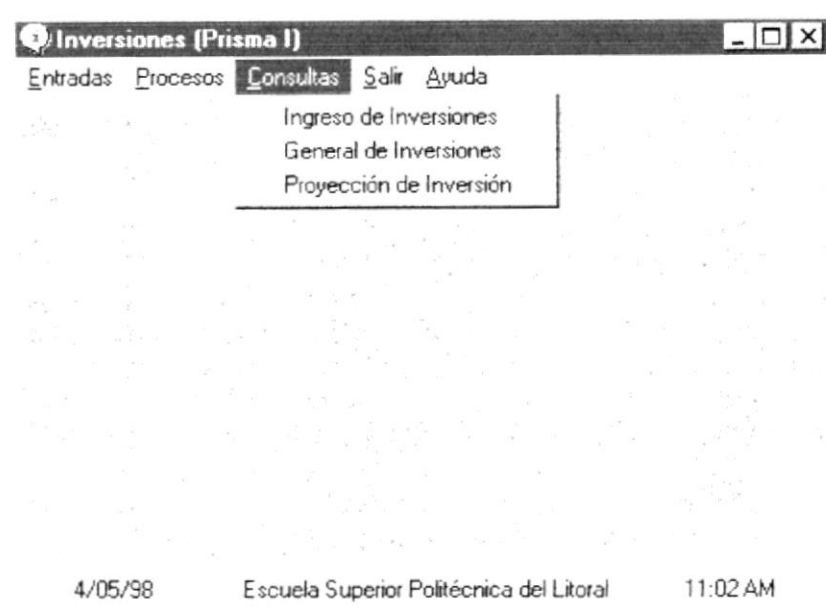 Inversiones (Prisma I)
Entradas Procesos Consultas Salir Ayuda
Ingreso de Inversiones
General de Inversiones
Proyección de Inversión
4/05/98 Escuela Superior Politécnica del Litoral 11:02 AM